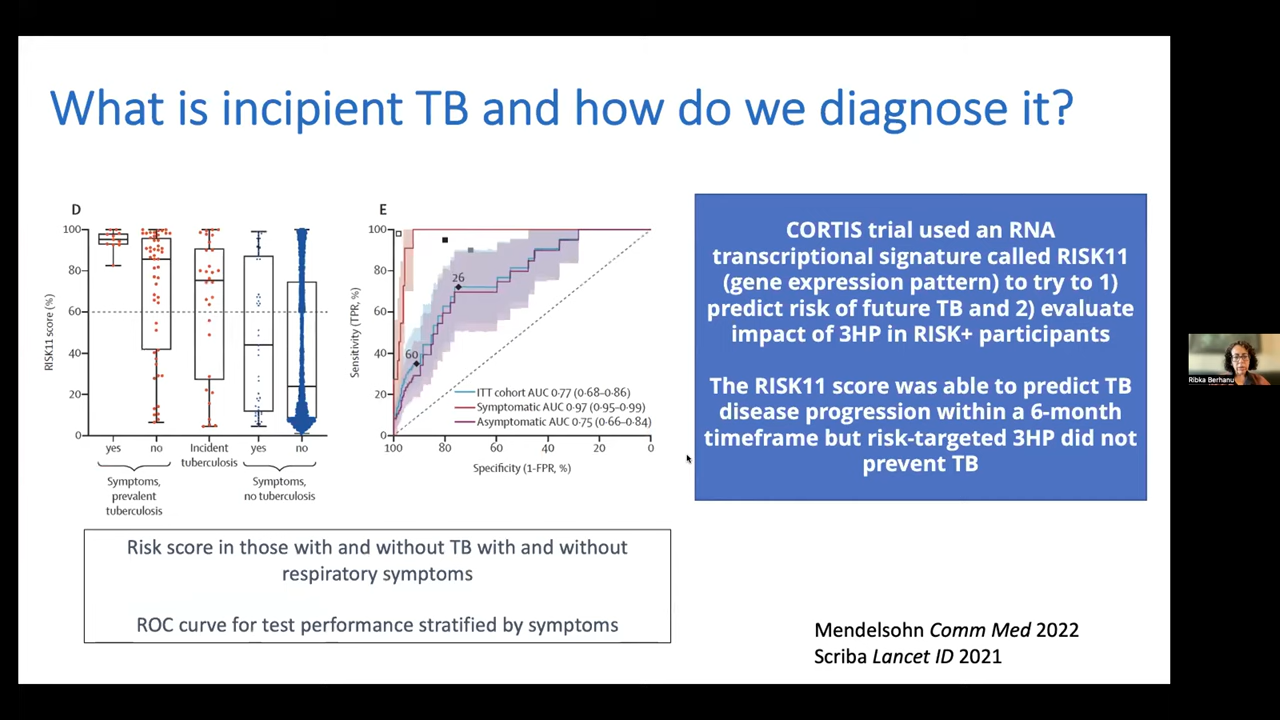 What is incipient TB and how do we diagnose it?
D
RISK11 score (%)
100
80
60
40
20
0
yes
no
Incident
tuberculosis
yes
no
Symptoms,
prevalent
tuberculosis
Symptoms,
no tuberculosis
E
Sensitivity (TPR, %)
100
80
60
40
20
0
26
60
ITT cohort AUC 0·77 (0·68–0·86)
Symptomatic AUC 0·97 (0·95–0·99)
Asymptomatic AUC 0·75 (0·66–0·84)
100
80
60
40
20
0
Specificity (1-FPR, %)
CORTIS trial used an RNA
transcriptional signature called RISK11
(gene expression pattern) to try to 1)
predict risk of future TB and 2) evaluate
impact of 3HP in RISK+ participants
The RISK11 score was able to predict TB
disease progression within a 6-month
timeframe but risk-targeted 3HP did not
prevent TB
Risk score in those with and without TB with and without
respiratory symptoms
ROC curve for test performance stratified by symptoms
Mendelsohn Comm Med 2022
Scriba Lancet ID 2021
Ribka Berhanu